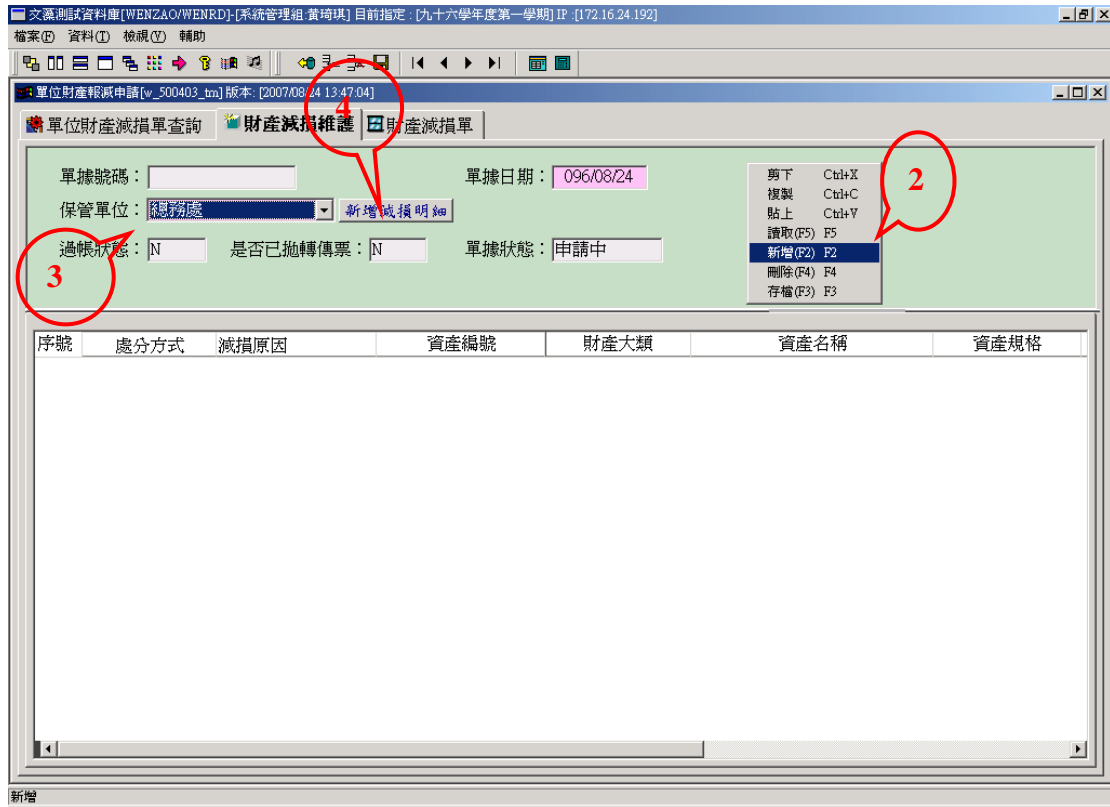 文藻測試資料庫[WENZAO/WENRD]-[系統管理組:黃琦琪] 目前指定 : [九十六學年度第一學期] IP :[172.16.24.192]
檔案(F) 資料(I) 檢視(V) 輔助
單位財產報減申請[w_500403_tm] 版本: [2007/08/24 13:47:04]
單位財產減損單查詢 財產減損維護 財產減損單
4
單據號碼： 單據日期： 096/08/24
保管單位： 總務處 新增減損明細
過帳狀態： N 是否已拋轉傳票： N 單據狀態： 申請中
3
剪下 Ctrl+X
複製 Ctrl+C
貼上 Ctrl+V
讀取(F5) F5
新增(F2) F2
刪除(F4) F4
存檔(F3) F3
2
序號 處分方式 減損原因 資產編號 財產大類 資產名稱 資產規格
新增